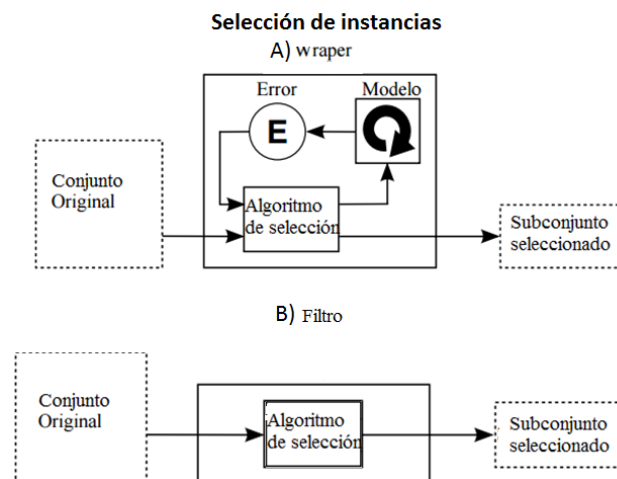 Selección de instancias
A) wraper
Error
Modelo
E
Conjunto
Original
Algoritmo
de selección
Subconjunto
seleccionado
B) Filtro
Conjunto
Original
Algoritmo
de selección
Subconjunto
seleccionado